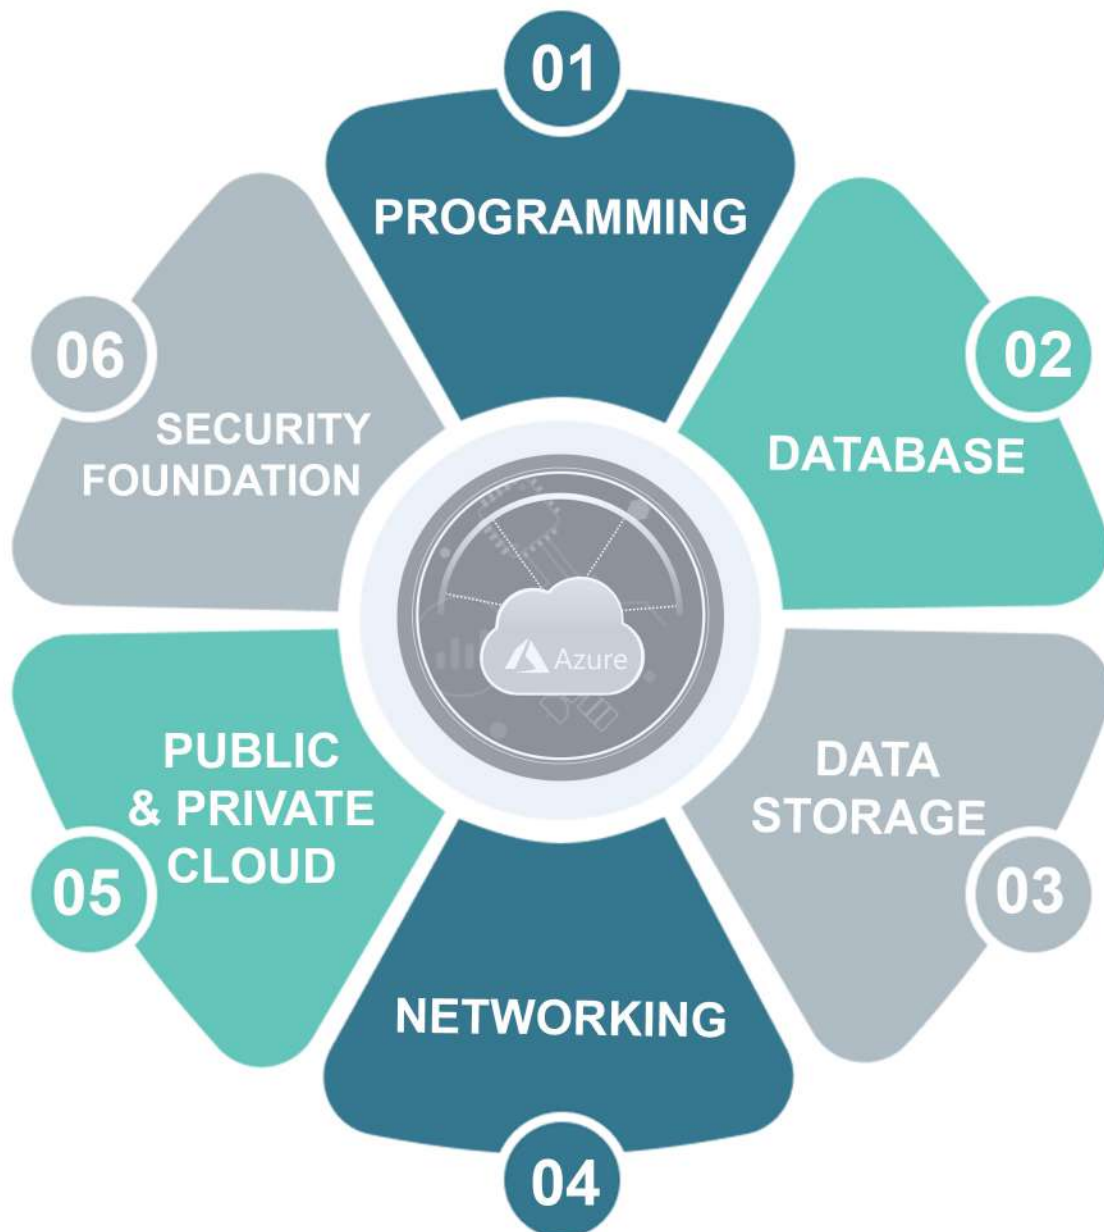 01
PROGRAMMING
02
DATABASE
03
DATA
STORAGE
04
NETWORKING
05
PUBLIC
& PRIVATE
CLOUD
06
SECURITY
FOUNDATION
Azure